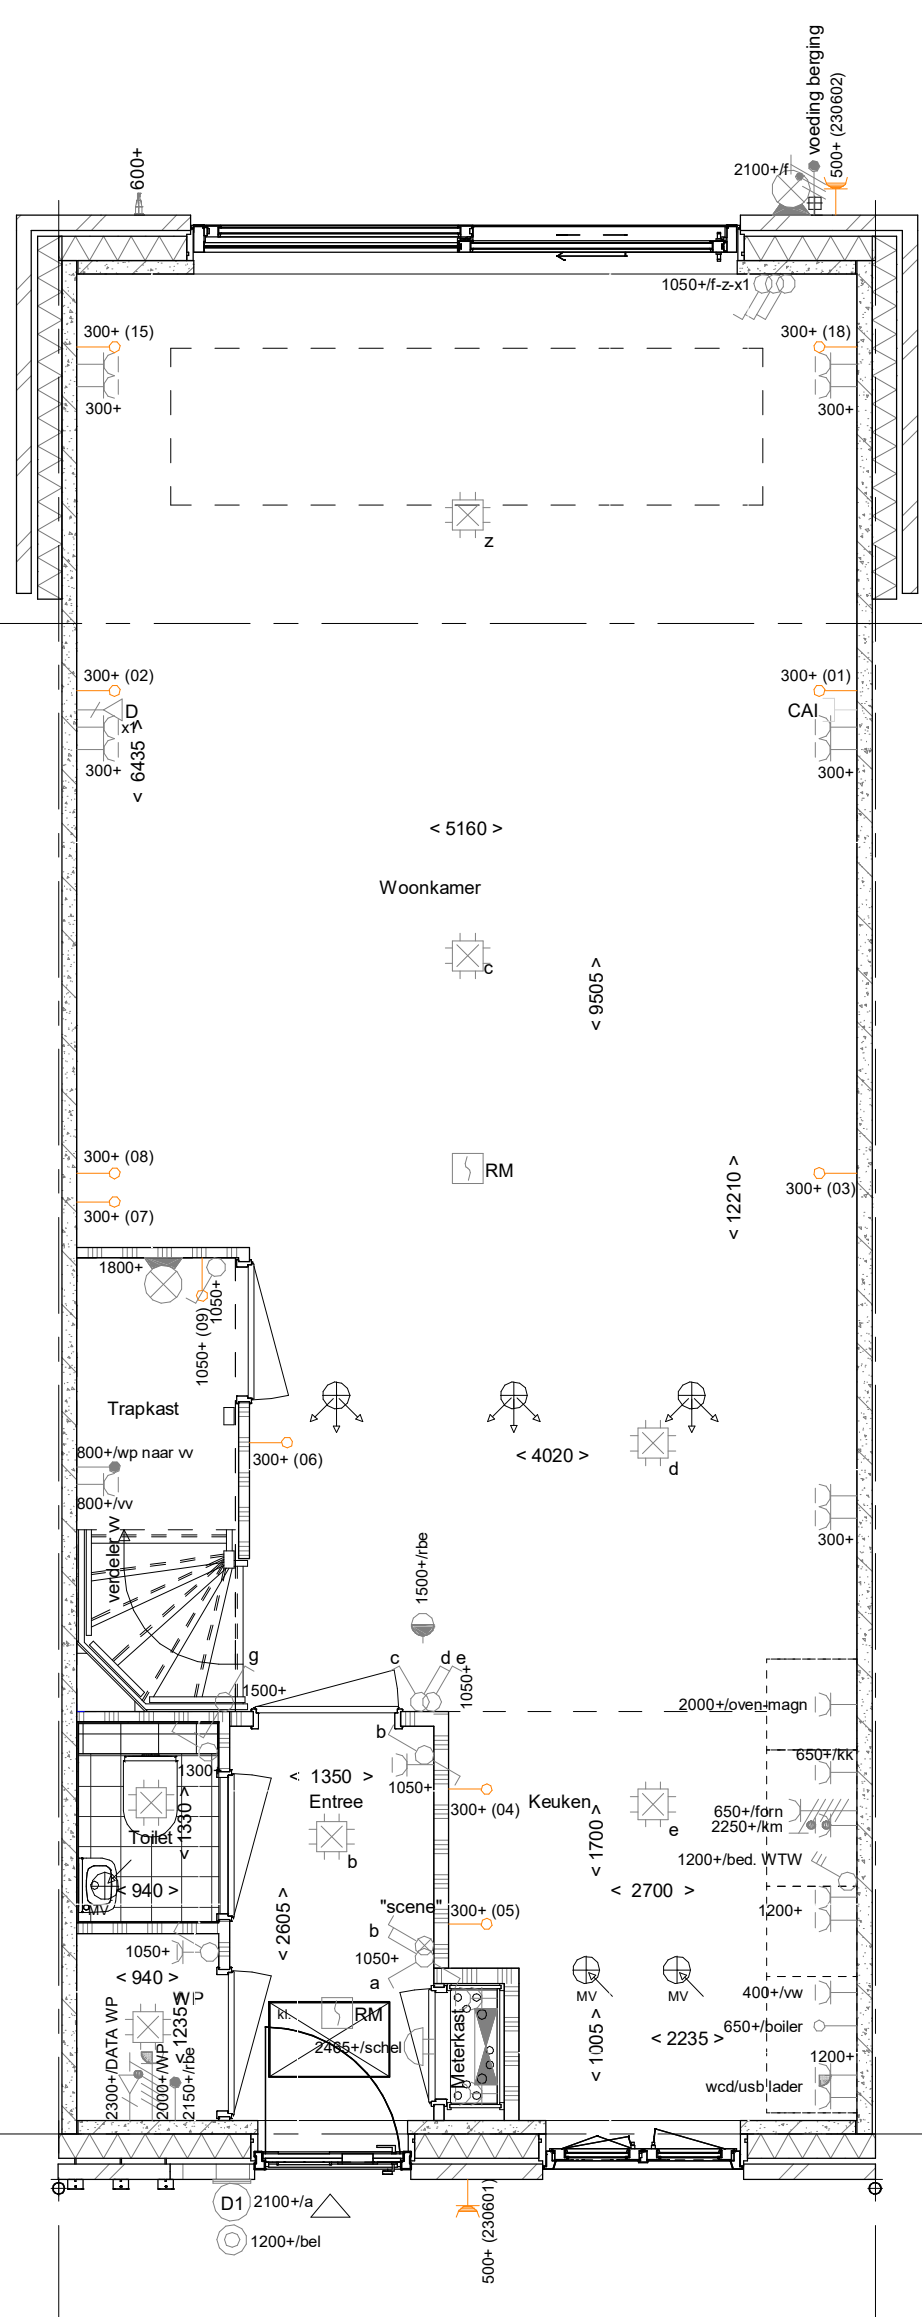 voeding berging
500+ (230602)
2100+/f
600+
1050+/f-z-x1
300+ (15)
300+
300+ (18)
300+
z
300+ (02)
D
x1
300+
< 6435 >
300+ (01)
CAI
300+
< 5160 >
Woonkamer
c
< 9505 >
300+ (08)
300+ (07)
RM
300+ (03)
< 12210 >
1800+
1050+
1050+ (09)
Trapkast
300+ (06)
< 4020 >
d
800+/wp naar vv
800+/vv
verdeler vv
300+
1500+/rbe
g
1500+
c
d e
1050+
2000+/oven-magn
b
1300+
1050+
< 1350 >
Entree
b
650+/kk
300+ (04)
Keuken
e
650+/forn
2250+/km
< 1330 >
Toilet
< 940 >
MV
< 1700 >
1200+/bed. WTW
< 2700 >
"scene"
b
300+ (05)
1200+
< 2605 >
1050+
1050+
a
< 940 >
WP
MV
MV
400+/vw
kl.
RM
2465+/schel
Meterkast
650+/boiler
< 1235 >
< 1005 >
< 2235 >
2300+/DATA WP
2000+/WP
2150+/rbe
1200+
wcd/usb lader
D1
2100+/a
1200+/bel
500+ (230601)